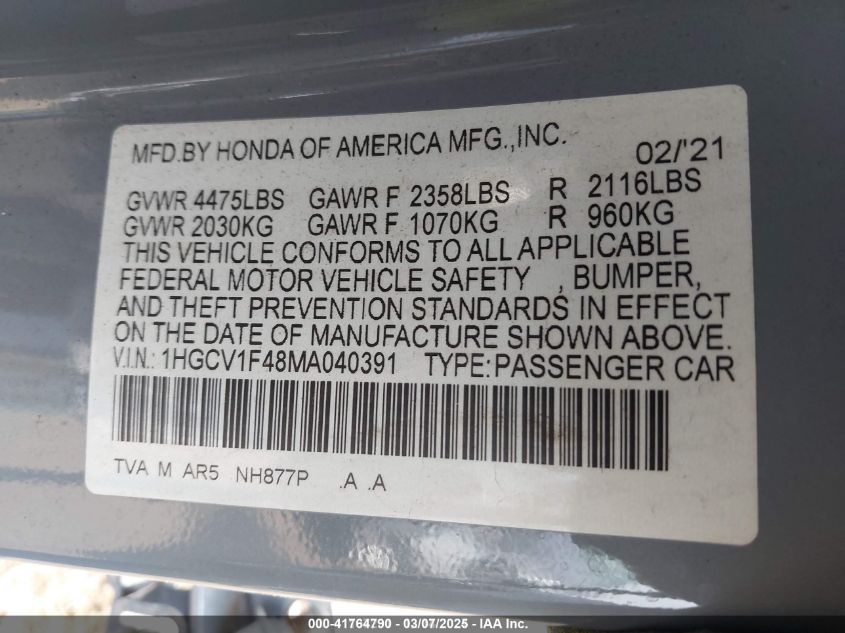 MFD.BY HONDA OF AMERICA MFG.,INC. 02/'21
GVWR 4475LBS GAWR F 2358LBS R 2116LBS
GVWR 2030KG GAWR F 1070KG R 960KG
THIS VEHICLE CONFORMS TO ALL APPLICABLE
FEDERAL MOTOR VEHICLE SAFETY , BUMPER,
AND THEFT PREVENTION STANDARDS IN EFFECT
ON THE DATE OF MANUFACTURE SHOWN ABOVE.
V.I.N.: 1HGCV1F48MA040391 TYPE:PASSENGER CAR
TVA M AR5 NH877P .A .A
000-41764790 - 03/07/2025 - IAA Inc.